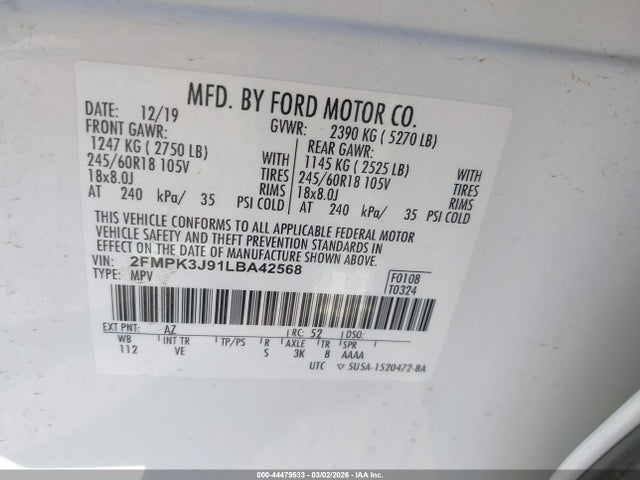 MFD. BY FORD MOTOR CO.
DATE: 12/19 GVWR: 2390 KG ( 5270 LB)
FRONT GAWR: REAR GAWR:
1247 KG ( 2750 LB) WITH 1145 KG ( 2525 LB) WITH
245/60R18 105V TIRES 245/60R18 105V TIRES
18x8.0J RIMS 18x8.0J RIMS
AT 240 kPa/ 35 PSI COLD AT 240 kPa/ 35 PSI COLD
THIS VEHICLE CONFORMS TO ALL APPLICABLE FEDERAL MOTOR
VEHICLE SAFETY AND THEFT PREVENTION STANDARDS IN
EFFECT ON THE DATE OF MANUFACTURE SHOWN ABOVE.
VIN: 2FMPK3J91LBA42568 F0108
TYPE: MPV T0324
EXT PNT: AZ RC: 52 DSO:
WB INT TR TP/PS R AXLE TR SPR
112 VE S 3K 8 AAAA
UTC ▽ 5U5A-1520472-BA
000-44479533 - 03/02/2026 - IAA, Inc.